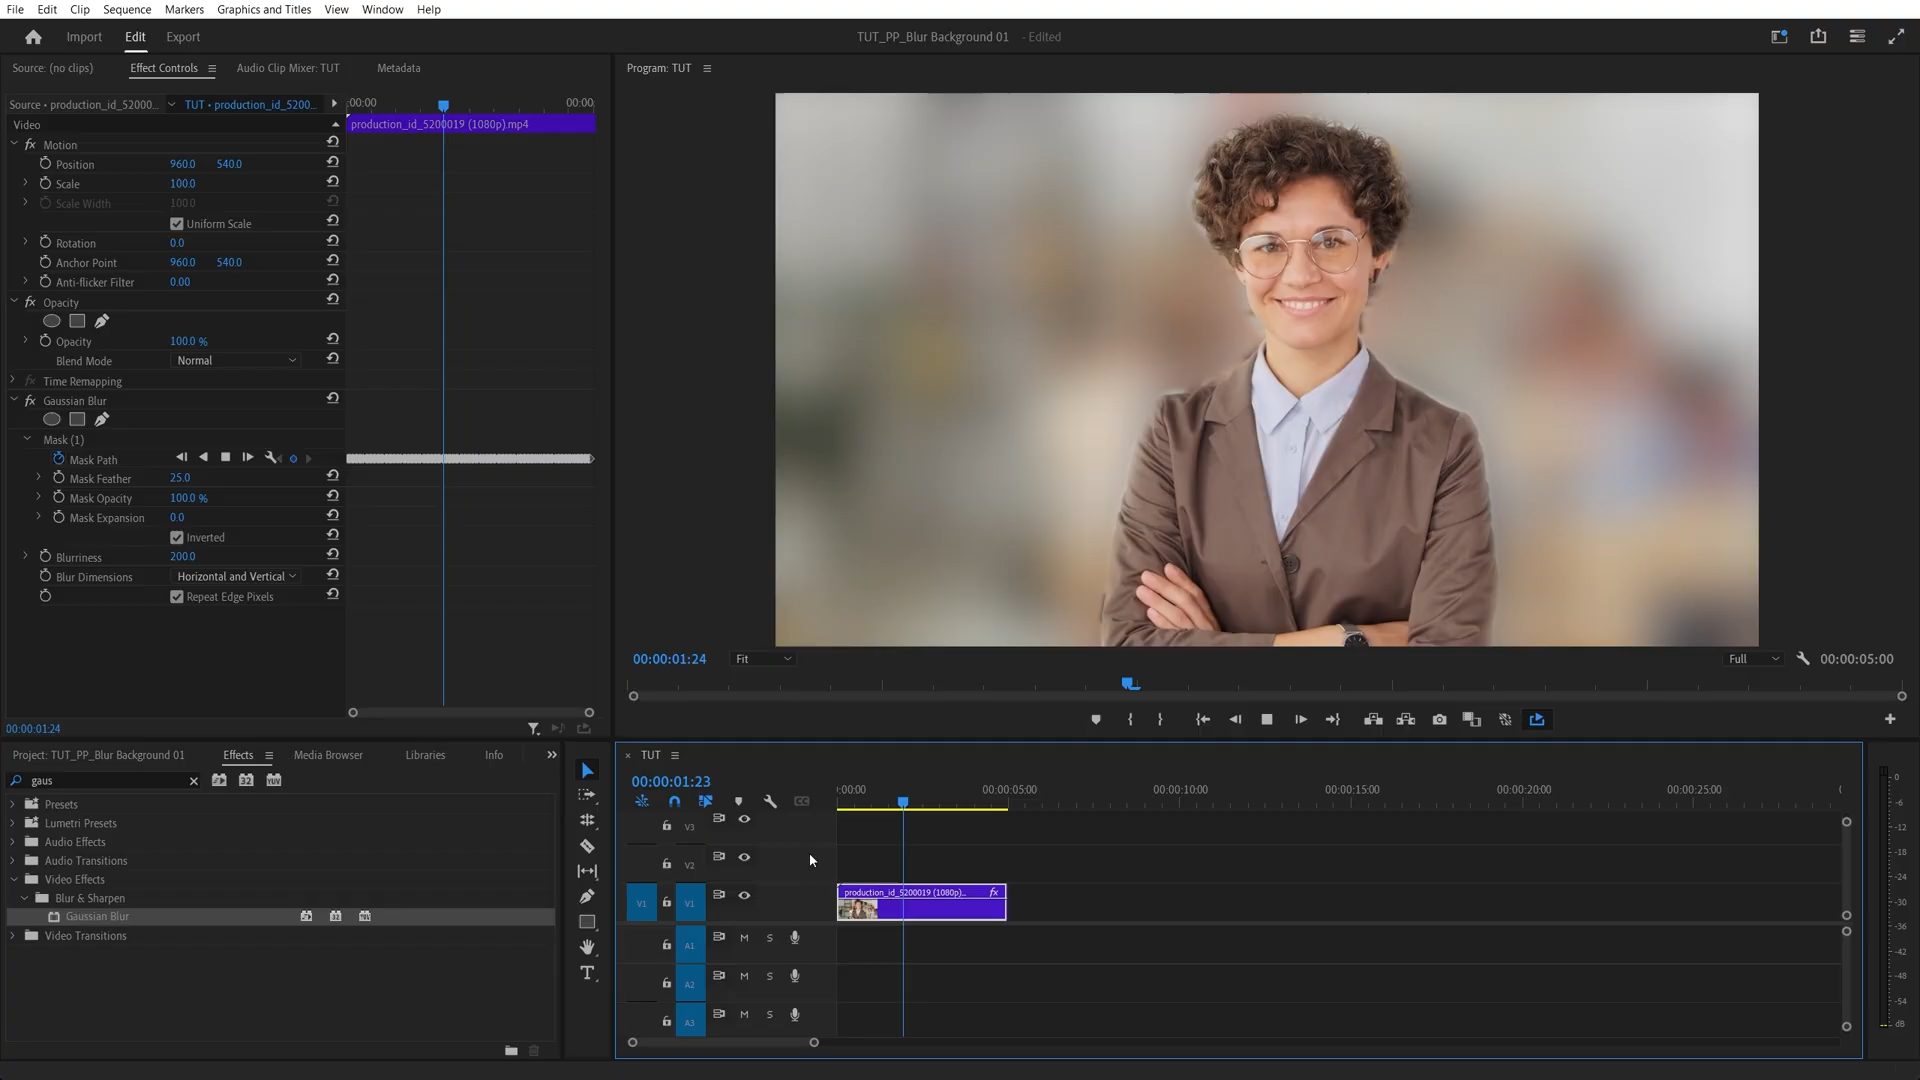 File Edit Clip Sequence Markers Graphics and Titles View Window Help
Import Edit Export
TUT_PP_Blur Background 01 - Edited
Source: (no clips) Effect Controls Audio Clip Mixer: TUT Metadata
Program: TUT
Source • production_id_52000... TUT • production_id_5200... :00:00 00:00
Video production_id_5200019 (1080p).mp4
fx Motion
Position 960.0 540.0
Scale 100.0
Scale Width 100.0
Uniform Scale
Rotation 0.0
Anchor Point 960.0 540.0
Anti-flicker Filter 0.00
fx Opacity
Opacity 100.0 %
Blend Mode Normal
fx Time Remapping
fx Gaussian Blur
Mask (1)
Mask Path
Mask Feather 25.0
Mask Opacity 100.0 %
Mask Expansion 0.0
Inverted
Blurriness 200.0
Blur Dimensions Horizontal and Vertical
Repeat Edge Pixels
00:00:01:24
00:00:01:24 Fit Full 00:00:05:00
Project: TUT_PP_Blur Background 01 Effects Media Browser Libraries Info
gaus 32 YUV
Presets
Lumetri Presets
Audio Effects
Audio Transitions
Video Effects
Blur & Sharpen
Gaussian Blur
Video Transitions
× TUT
00:00:01:23
:00:00 00:00:05:00 00:00:10:00 00:00:15:00 00:00:20:00 00:00:25:00
V3
V2
V1 V1 production_id_5200019 (1080p)... fx
A1 M S
A2 M S
A3 M S
0
-6
-12
-18
-24
-30
-36
-42
-48
-54
dB